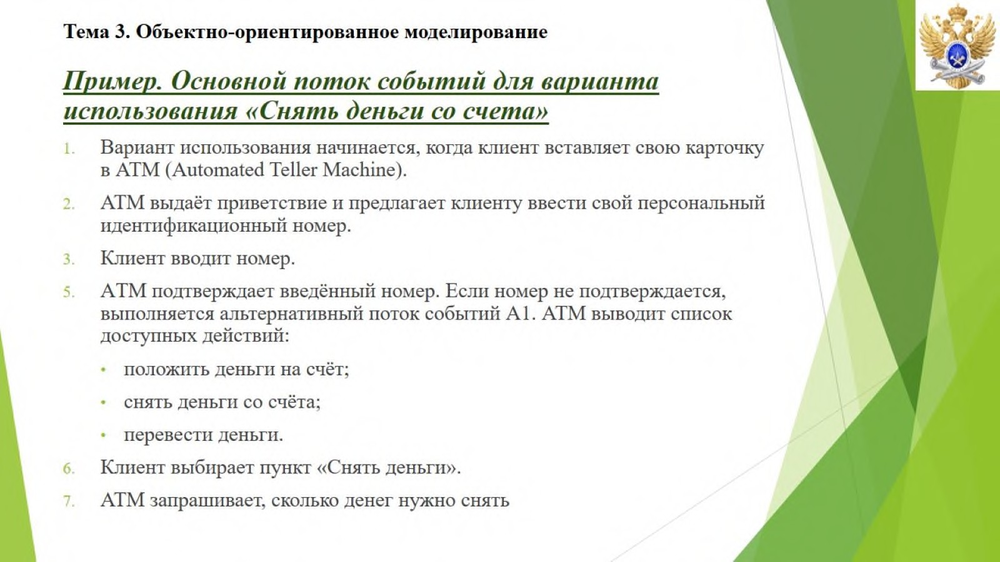 Тема 3. Объектно-ориентированное моделирование
Пример. Основной поток событий для варианта
использования «Снять деньги со счета»
1. Вариант использования начинается, когда клиент вставляет свою карточку
в ATM (Automated Teller Machine).
2. ATM выдаёт приветствие и предлагает клиенту ввести свой персональный
идентификационный номер.
3. Клиент вводит номер.
5. ATM подтверждает введённый номер. Если номер не подтверждается,
выполняется альтернативный поток событий А1. ATM выводит список
доступных действий:
• положить деньги на счёт;
• снять деньги со счёта;
• перевести деньги.
6. Клиент выбирает пункт «Снять деньги».
7. ATM запрашивает, сколько денег нужно снять